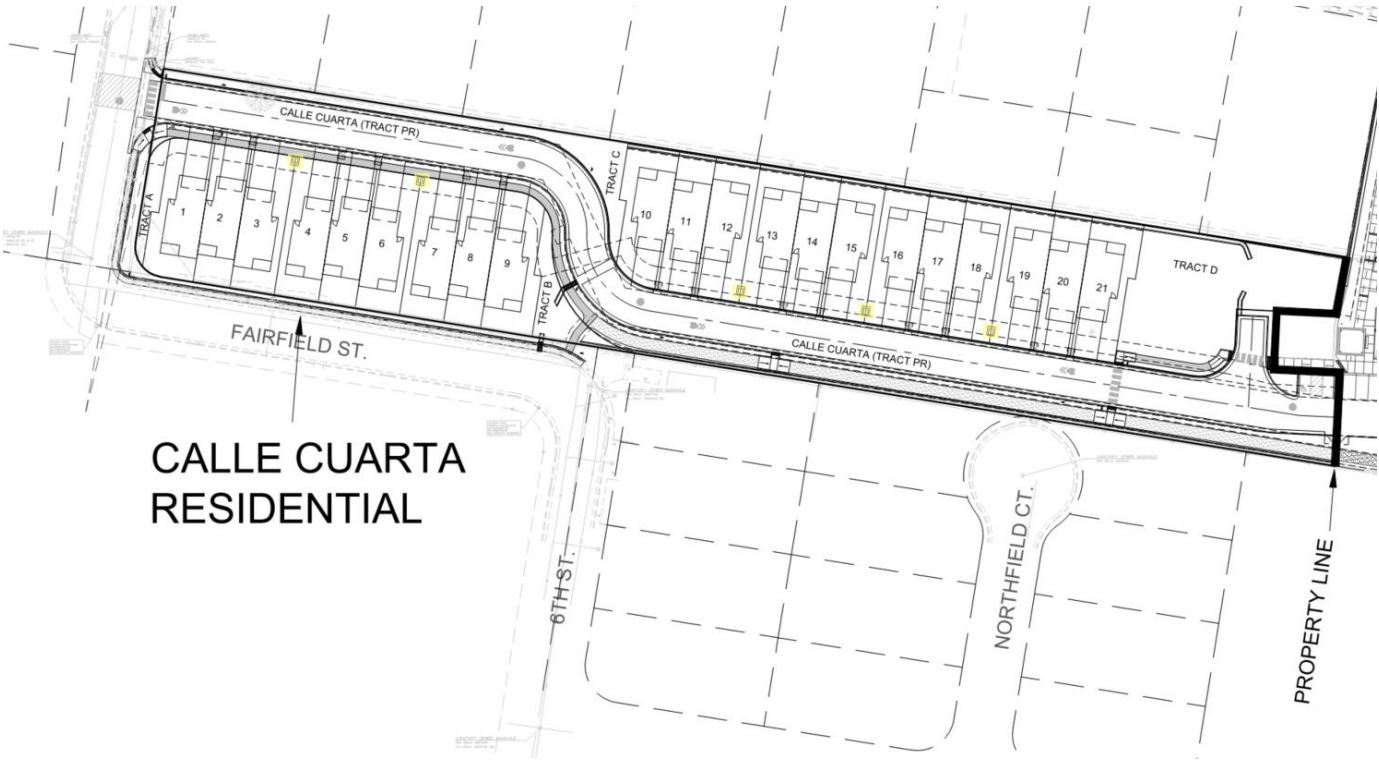 CALLE CUARTA (TRACT PR)
TRACT C
TRACT A
1
2
3
4
5
6
7
8
9
TRACT B
10
11
12
13
14
15
16
17
18
19
20
21
TRACT D
CALLE CUARTA (TRACT PR)
FAIRFIELD ST.
CALLE CUARTA
RESIDENTIAL
6TH ST.
NORTHFIELD CT.
PROPERTY LINE